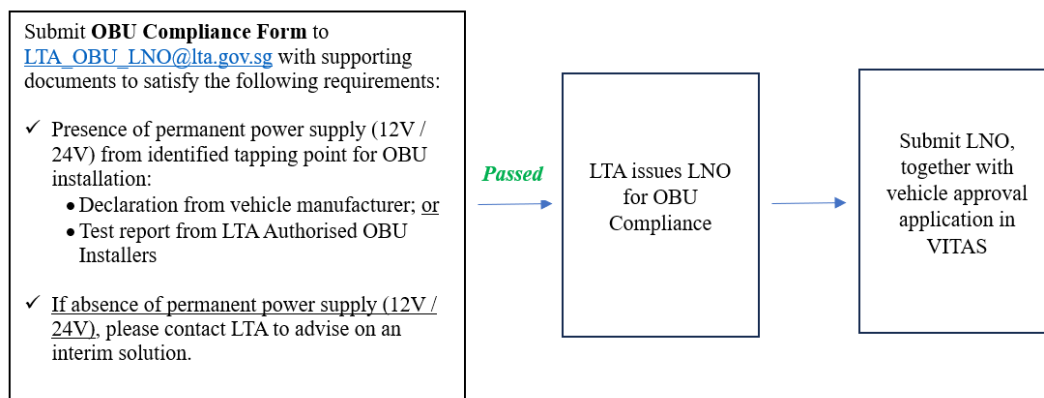 Submit OBU Compliance Form to
LTA_OBU_LNO@lta.gov.sg with supporting
documents to satisfy the following requirements:
✓ Presence of permanent power supply (12V /
24V) from identified tapping point for OBU
installation:
• Declaration from vehicle manufacturer; or
• Test report from LTA Authorised OBU
Installers
✓ If absence of permanent power supply (12V /
24V), please contact LTA to advise on an
interim solution.
Passed
LTA issues LNO
for OBU
Compliance
Submit LNO,
together with
vehicle approval
application in
VITAS